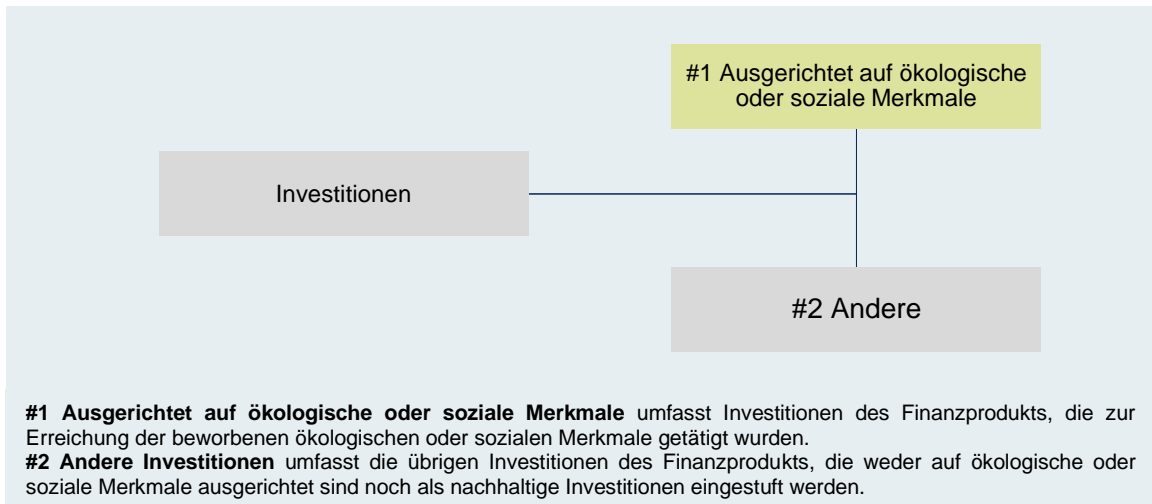 #1 Ausgerichtet auf ökologische
oder soziale Merkmale
Investitionen
#2 Andere
#1 Ausgerichtet auf ökologische oder soziale Merkmale umfasst Investitionen des Finanzprodukts, die zur
Erreichung der beworbenen ökologischen oder sozialen Merkmale getätigt wurden.
#2 Andere Investitionen umfasst die übrigen Investitionen des Finanzprodukts, die weder auf ökologische oder
soziale Merkmale ausgerichtet sind noch als nachhaltige Investitionen eingestuft werden.